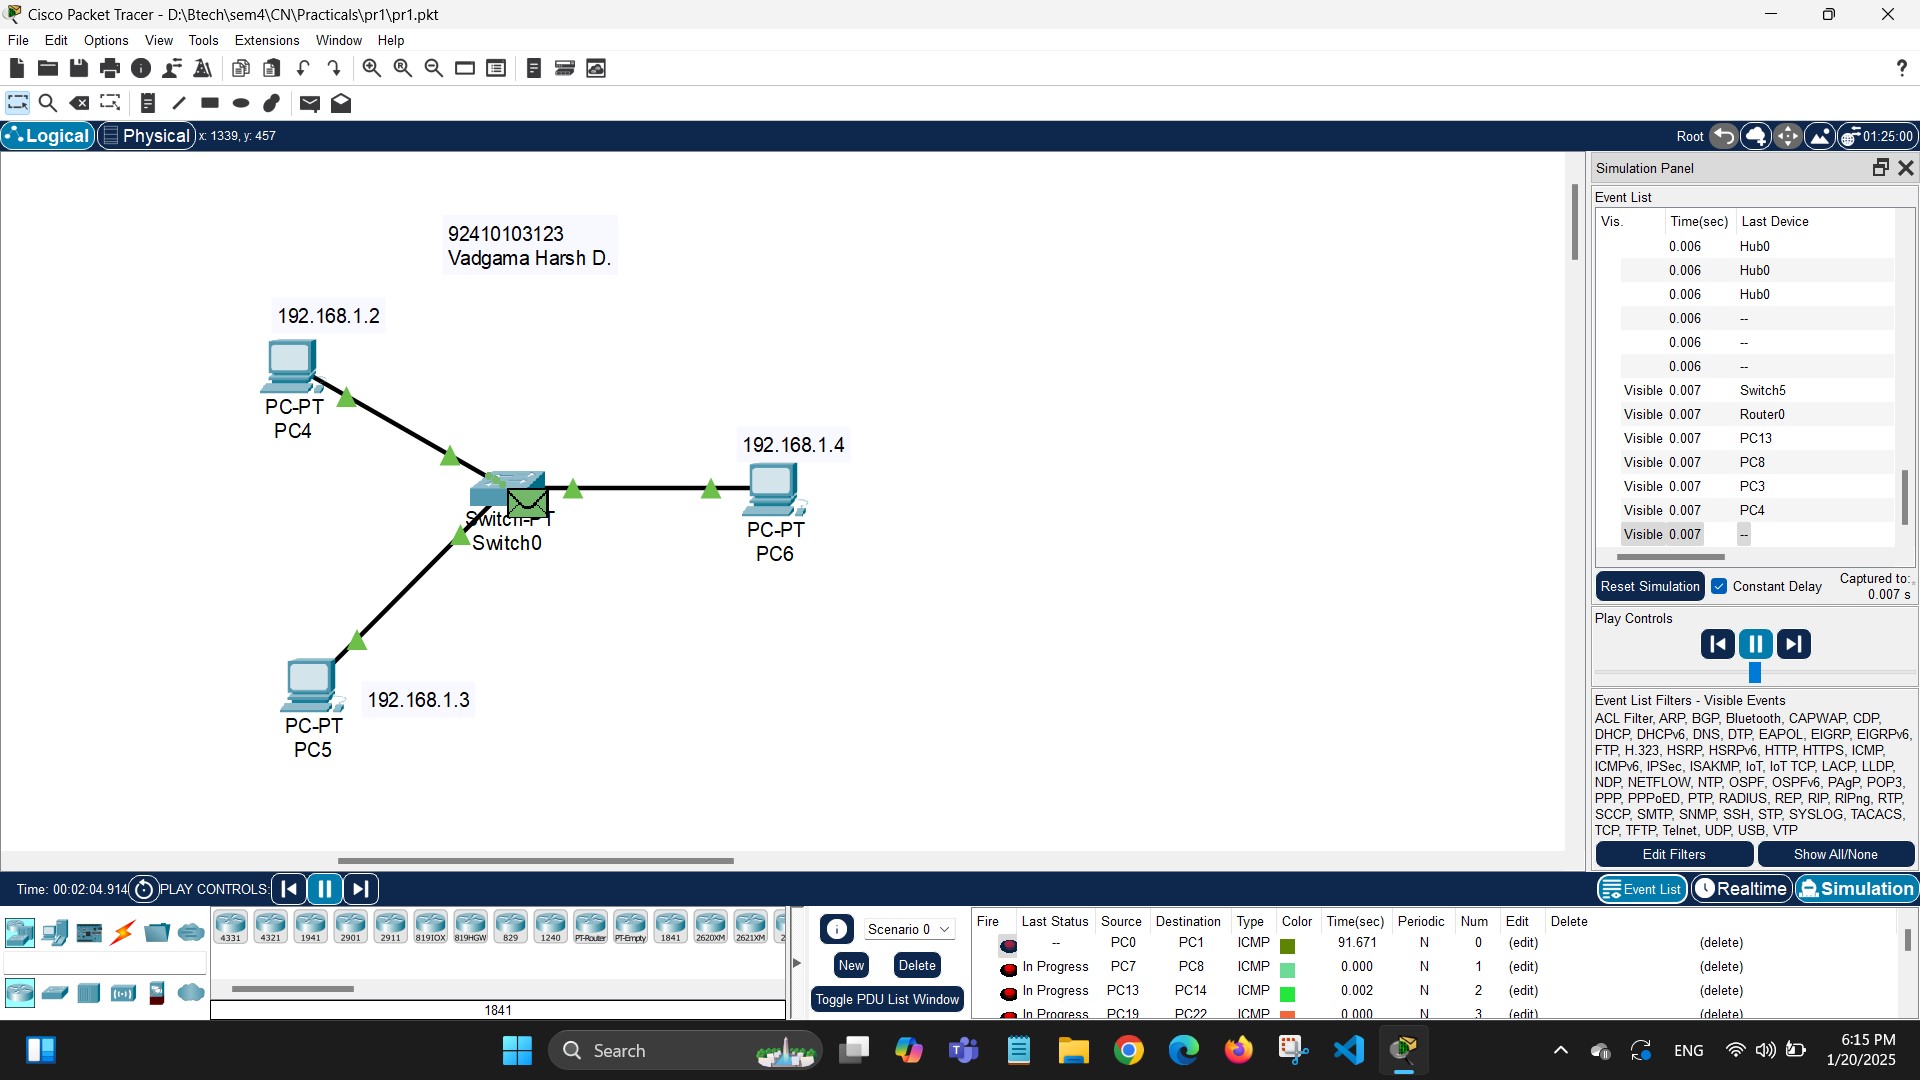 Cisco Packet Tracer - D:\Btech\sem4\CN\Practicals\pr1\pr1.pkt
File Edit Options View Tools Extensions Window Help
?
Logical Physical x: 1339, y: 457 Root 01:25:00
Simulation Panel
Event List
Vis. Time(sec) Last Device
0.006 Hub0
0.006 Hub0
0.006 Hub0
0.006 --
0.006 --
0.006 --
Visible 0.007 Switch5
Visible 0.007 Router0
Visible 0.007 PC13
Visible 0.007 PC8
Visible 0.007 PC3
Visible 0.007 PC4
Visible 0.007 --
Reset Simulation Constant Delay Captured to:
0.007 s
Play Controls
Event List Filters - Visible Events
ACL Filter, ARP, BGP, Bluetooth, CAPWAP, CDP,
DHCP, DHCPv6, DNS, DTP, EAPOL, EIGRP, EIGRPv6,
FTP, H.323, HSRP, HSRPv6, HTTP, HTTPS, ICMP,
ICMPv6, IPSec, ISAKMP, IoT, IoT TCP, LACP, LLDP,
NDP, NETFLOW, NTP, OSPF, OSPFv6, PAgP, POP3,
PPP, PPPoED, PTP, RADIUS, REP, RIP, RIPng, RTP,
SCCP, SMTP, SNMP, SSH, STP, SYSLOG, TACACS,
TCP, TFTP, Telnet, UDP, USB, VTP
Edit Filters Show All/None
92410103123
Vadgama Harsh D.
192.168.1.2
PC-PT
PC4
192.168.1.4
PC-PT
PC6
Switch-PT
Switch0
192.168.1.3
PC-PT
PC5
Time: 00:02:04.914 PLAY CONTROLS: Event List Realtime Simulation
4331 4321 1941 2901 2911 819IOX 819HGW 829 1240 PT-Router PT-Empty 1841 2620XM 2621XM 2
1841
Scenario 0
New Delete
Toggle PDU List Window
Fire Last Status Source Destination Type Color Time(sec) Periodic Num Edit Delete
-- PC0 PC1 ICMP 91.671 N 0 (edit) (delete)
In Progress PC7 PC8 ICMP 0.000 N 1 (edit) (delete)
In Progress PC13 PC14 ICMP 0.002 N 2 (edit) (delete)
In Progress PC19 PC22 ICMP 0.000 N 3 (edit) (delete)
Search
ENG
6:15 PM
1/20/2025